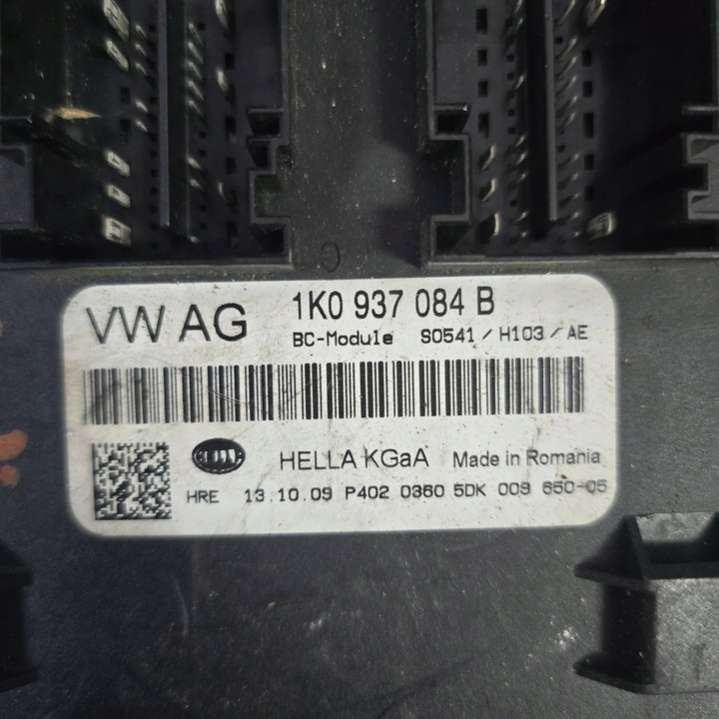 C
VW AG 1K0 937 084 B
BC-Module S0541 / H103 / AE
HELLA HELLA KGaA Made in Romania
HRE 13.10.09 P402 0360 5DK 009 650-05